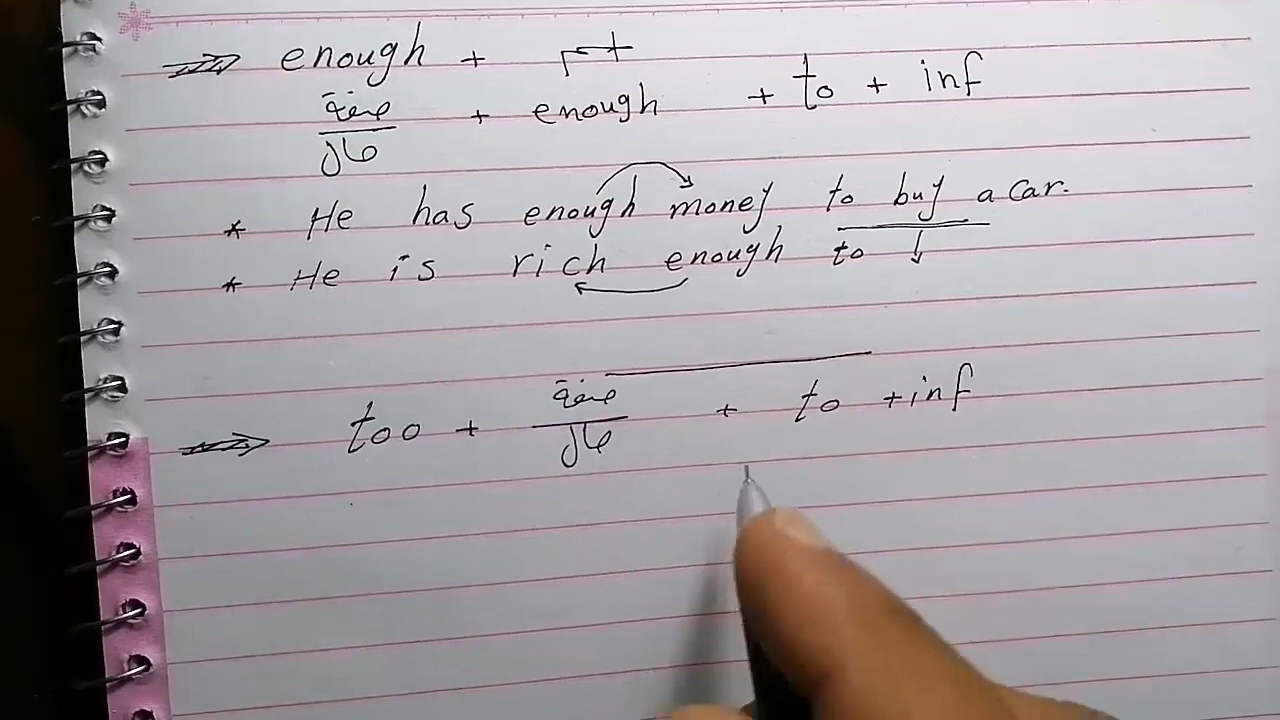 enough + اسم
صفة + enough + to + inf
حال
* He has enough money to buy a car.
* He is rich enough to ↓
too + صفة + to + inf
حال